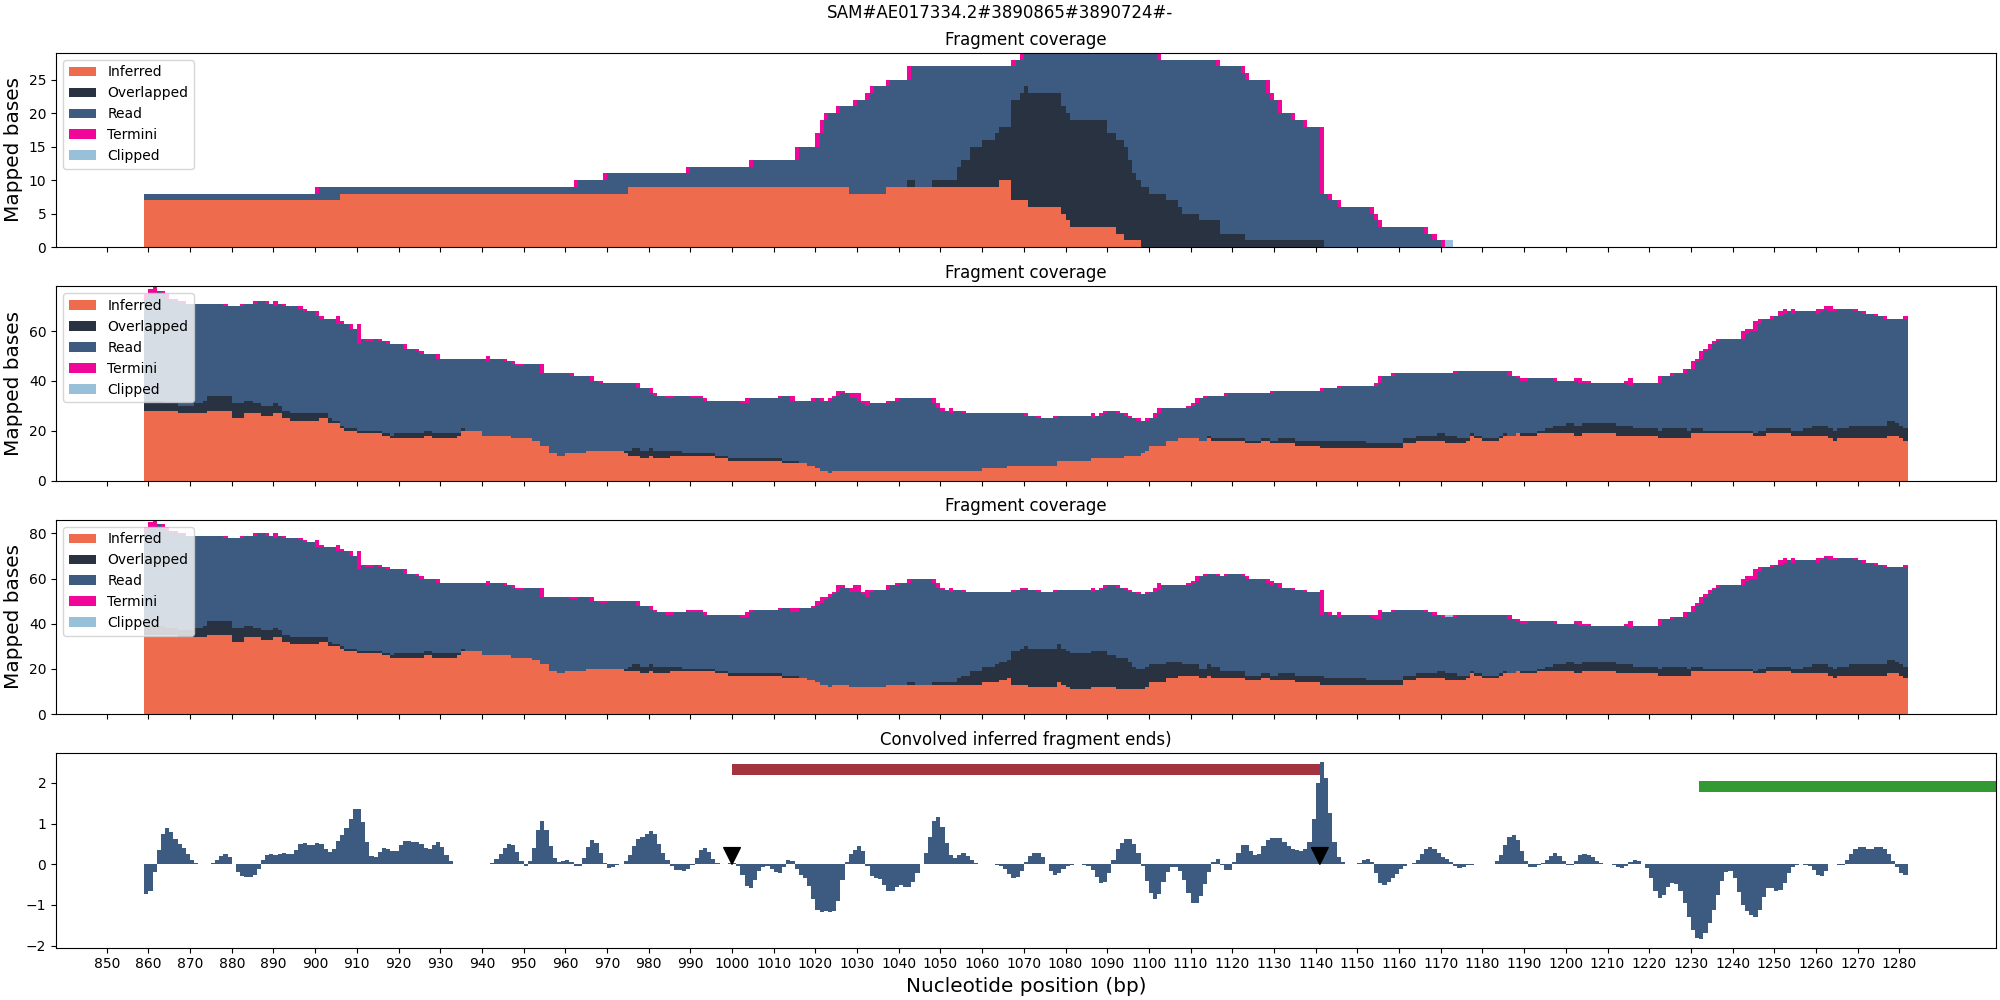 SAM#AE017334.2#3890865#3890724#-
Fragment coverage
Mapped bases
25
20
15
10
5
0
Inferred
Overlapped
Read
Termini
Clipped
Fragment coverage
Mapped bases
60
40
20
0
Inferred
Overlapped
Read
Termini
Clipped
Fragment coverage
Mapped bases
80
60
40
20
0
Inferred
Overlapped
Read
Termini
Clipped
Convolved inferred fragment ends)
2
1
0
−1
−2
850 860 870 880 890 900 910 920 930 940 950 960 970 980 990 1000 1010 1020 1030 1040 1050 1060 1070 1080 1090 1100 1110 1120 1130 1140 1150 1160 1170 1180 1190 1200 1210 1220 1230 1240 1250 1260 1270 1280
Nucleotide position (bp)